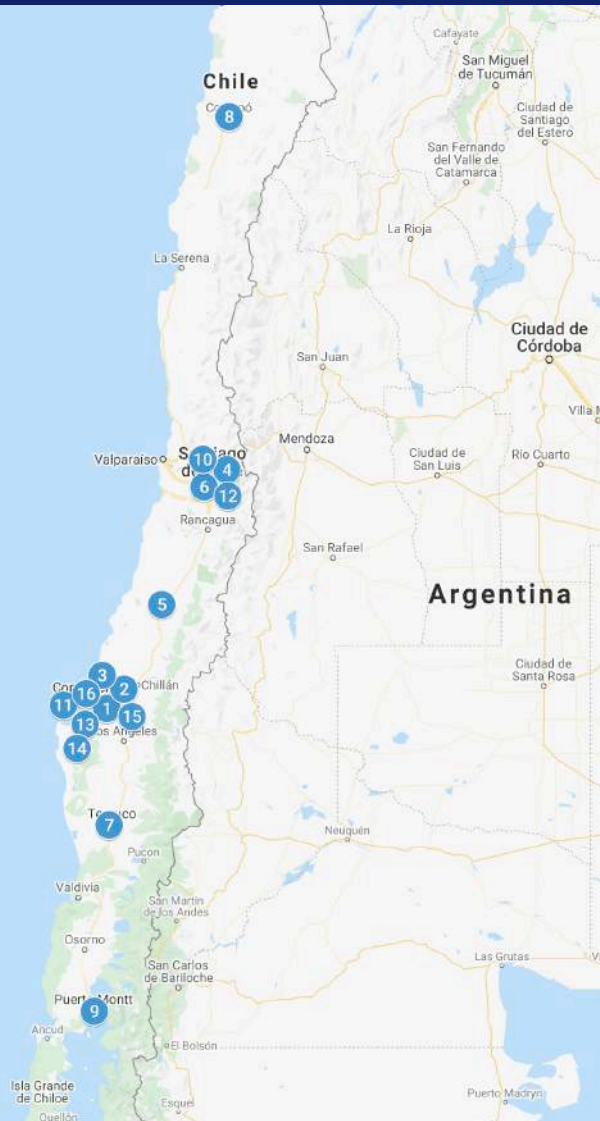 Cafayate
San Miguel
de Tucumán
Chile
8
Ciudad de
Santiago
del Estero
San Fernando
del Valle de
Catamarca
La Rioja
La Serena
Ciudad de
Córdoba
San Juan
Villa
Mendoza
Valparaíso
10
4
Ciudad de
San Luis
Rio Cuarto
6
12
Rancagua
San Rafael
Argentina
5
Ciudad de
Santa Rosa
3
2
Chillán
16
11
1
15
13
14
7
Neuquén
Pucon
Valdivia
San Martín
de los Andes
Osorno
Las Grutas
San Carlos
de Bariloche
Puerto Montt
9
Ancud
El Bolsón
Isla Grande
de Chiloé
Esquel
Puerto Madryn
Quellón